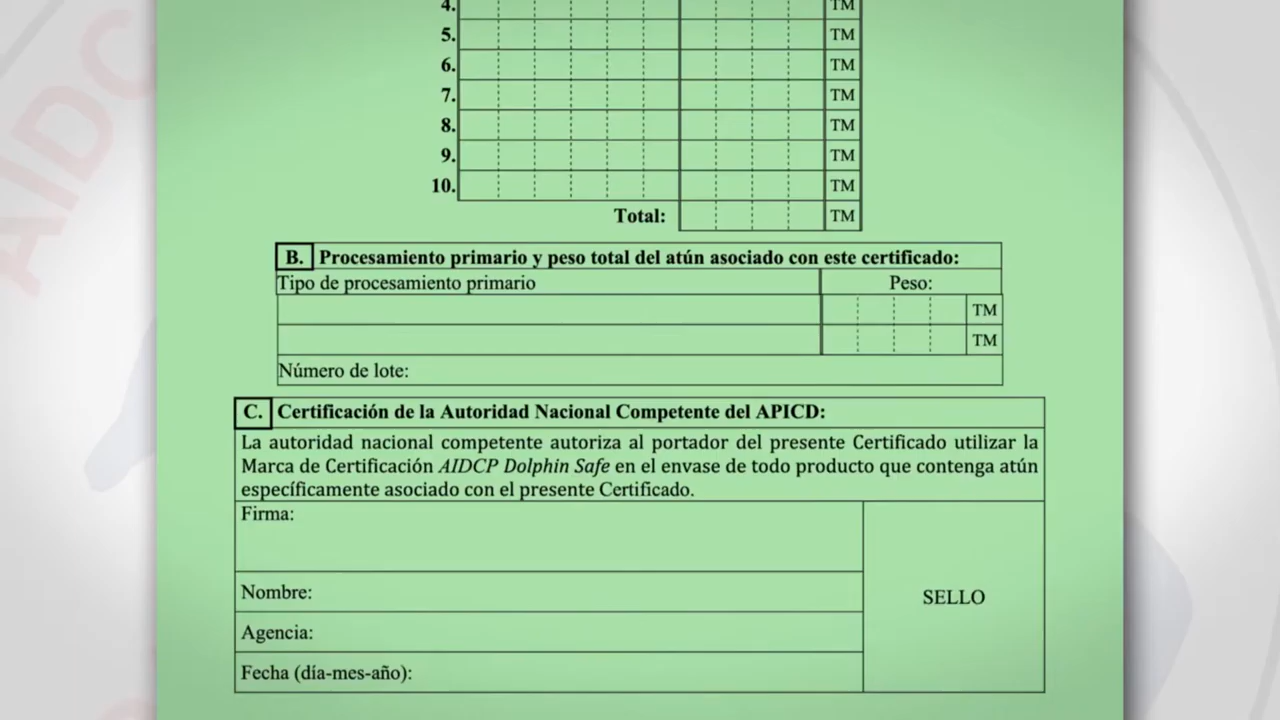 AIDC
4. TM
5. TM
6. TM
7. TM
8. TM
9. TM
10. TM
Total: TM
B. Procesamiento primario y peso total del atún asociado con este certificado:
Tipo de procesamiento primario Peso:
TM
TM
Número de lote:
C. Certificación de la Autoridad Nacional Competente del APICD:
La autoridad nacional competente autoriza al portador del presente Certificado utilizar la
Marca de Certificación AIDCP Dolphin Safe en el envase de todo producto que contenga atún
específicamente asociado con el presente Certificado.
Firma:
Nombre:
Agencia:
Fecha (día-mes-año):
SELLO